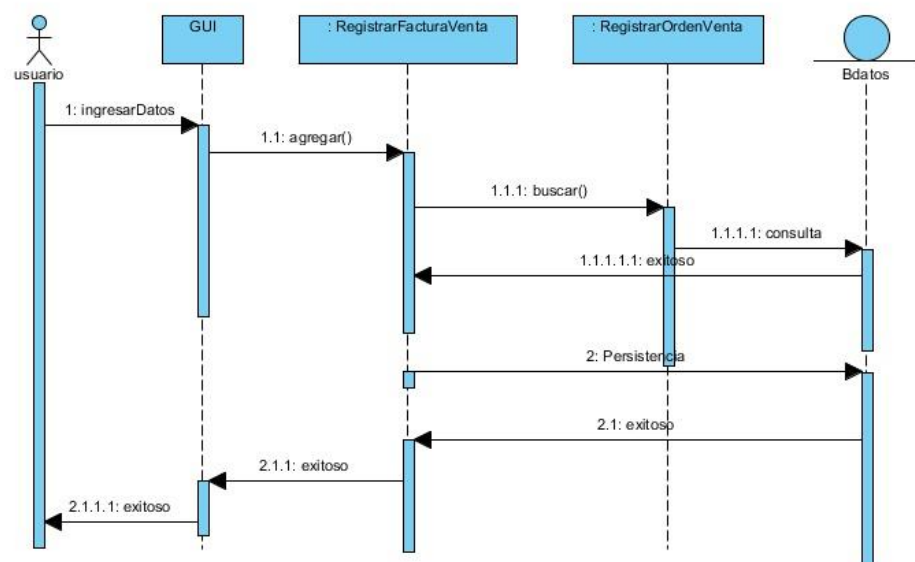 GUI
: RegistrarFacturaVenta
: RegistrarOrdenVenta
usuario
Bdatos
1: ingresarDatos
1.1: agregar()
1.1.1: buscar()
1.1.1.1: consulta
1.1.1.1.1: exitoso
2: Persistencia
2.1: exitoso
2.1.1: exitoso
2.1.1.1: exitoso